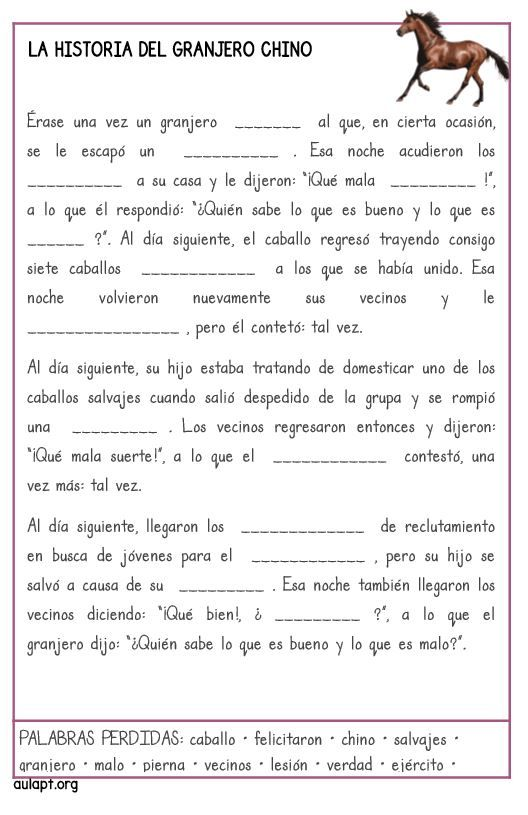 LA HISTORIA DEL GRANJERO CHINO
Érase una vez un granjero _______ al que, en cierta ocasión,
se le escapó un __________ . Esa noche acudieron los
__________ a su casa y le dijeron: “¡Qué mala _________ !”,
a lo que él respondió: “¿Quién sabe lo que es bueno y lo que es
______ ?”. Al día siguiente, el caballo regresó trayendo consigo
siete caballos ____________ a los que se había unido. Esa
noche volvieron nuevamente sus vecinos y le
________________ , pero él contetó: tal vez.
Al día siguiente, su hijo estaba tratando de domesticar uno de los
caballos salvajes cuando salió despedido de la grupa y se rompió
una _________ . Los vecinos regresaron entonces y dijeron:
“¡Qué mala suerte!”, a lo que el ____________ contestó, una
vez más: tal vez.
Al día siguiente, llegaron los _____________ de reclutamiento
en busca de jóvenes para el ____________ , pero su hijo se
salvó a causa de su _________ . Esa noche también llegaron los
vecinos diciendo: “¡Qué bien!, ¿ _________ ?”, a lo que el
granjero dijo: “¿Quién sabe lo que es bueno y lo que es malo?”.
PALABRAS PERDIDAS: caballo · felicitaron · chino · salvajes ·
granjero · malo · pierna · vecinos · lesión · verdad · ejército ·
aulapt.org